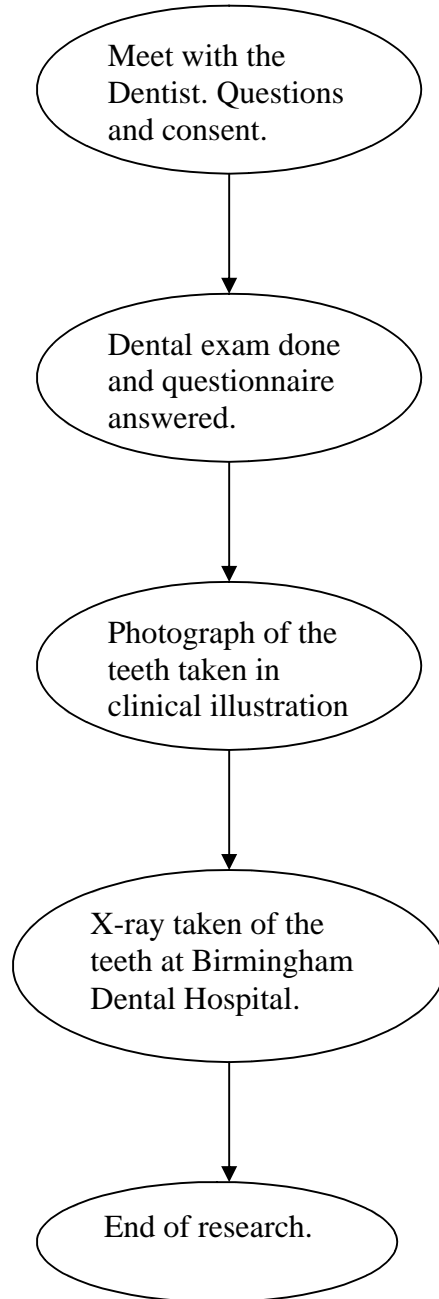 Meet with the
Dentist. Questions
and consent.
Dental exam done
and questionnaire
answered.
Photograph of the
teeth taken in
clinical illustration
X-ray taken of the
teeth at Birmingham
Dental Hospital.
End of research.